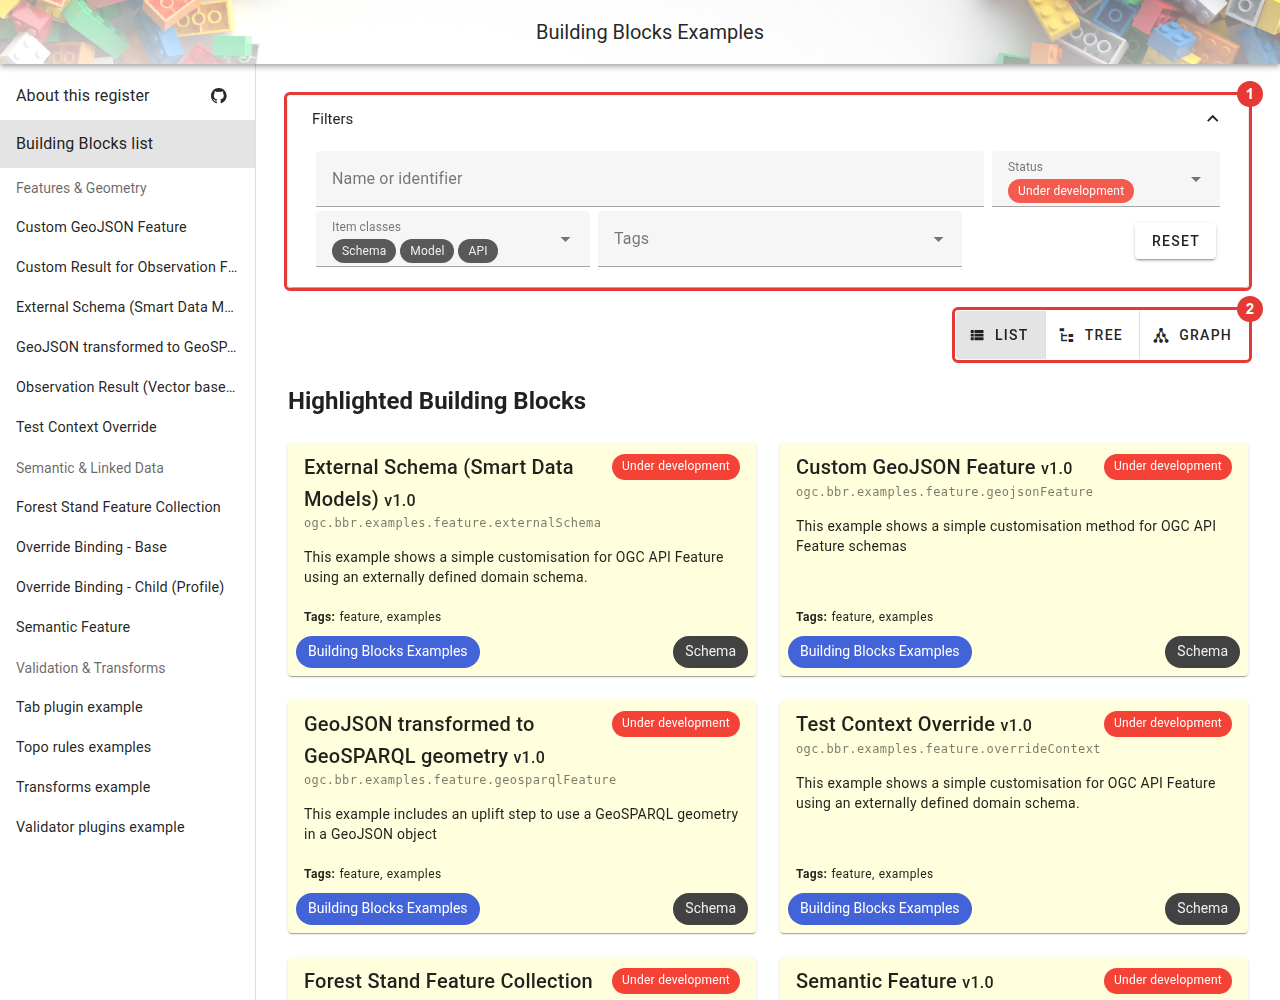 Building Blocks Examples
About this register
Building Blocks list
Features & Geometry
Custom GeoJSON Feature
Custom Result for Observation F...
External Schema (Smart Data M...
GeoJSON transformed to GeoSP...
Observation Result (Vector base...
Test Context Override
Semantic & Linked Data
Forest Stand Feature Collection
Override Binding - Base
Override Binding - Child (Profile)
Semantic Feature
Validation & Transforms
Tab plugin example
Topo rules examples
Transforms example
Validator plugins example
1
Filters
Name or identifier
Status
Under development
Item classes
Schema Model API
Tags
RESET
2
LIST TREE GRAPH
Highlighted Building Blocks
External Schema (Smart Data
Models) v1.0
Under development
ogc.bbr.examples.feature.externalSchema
This example shows a simple customisation for OGC API Feature
using an externally defined domain schema.
Tags: feature, examples
Building Blocks Examples
Schema
Custom GeoJSON Feature v1.0
Under development
ogc.bbr.examples.feature.geojsonFeature
This example shows a simple customisation method for OGC API
Feature schemas
Tags: feature, examples
Building Blocks Examples
Schema
GeoJSON transformed to
GeoSPARQL geometry v1.0
Under development
ogc.bbr.examples.feature.geosparqlFeature
This example includes an uplift step to use a GeoSPARQL geometry
in a GeoJSON object
Tags: feature, examples
Building Blocks Examples
Schema
Test Context Override v1.0
Under development
ogc.bbr.examples.feature.overrideContext
This example shows a simple customisation for OGC API Feature
using an externally defined domain schema.
Tags: feature, examples
Building Blocks Examples
Schema
Forest Stand Feature Collection
Under development
Semantic Feature v1.0
Under development